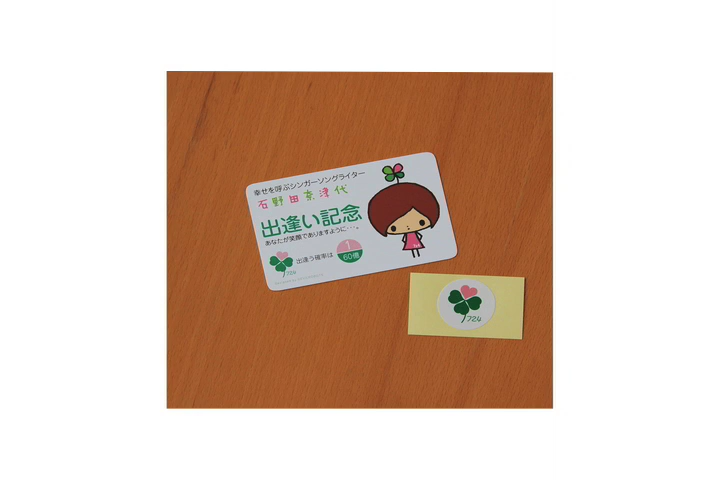 幸せを呼ぶシンガーソングライター
石野田奈津代
出逢い記念
あなたが笑顔でありますように・・・。
出逢う確率は
1
60億
724
724